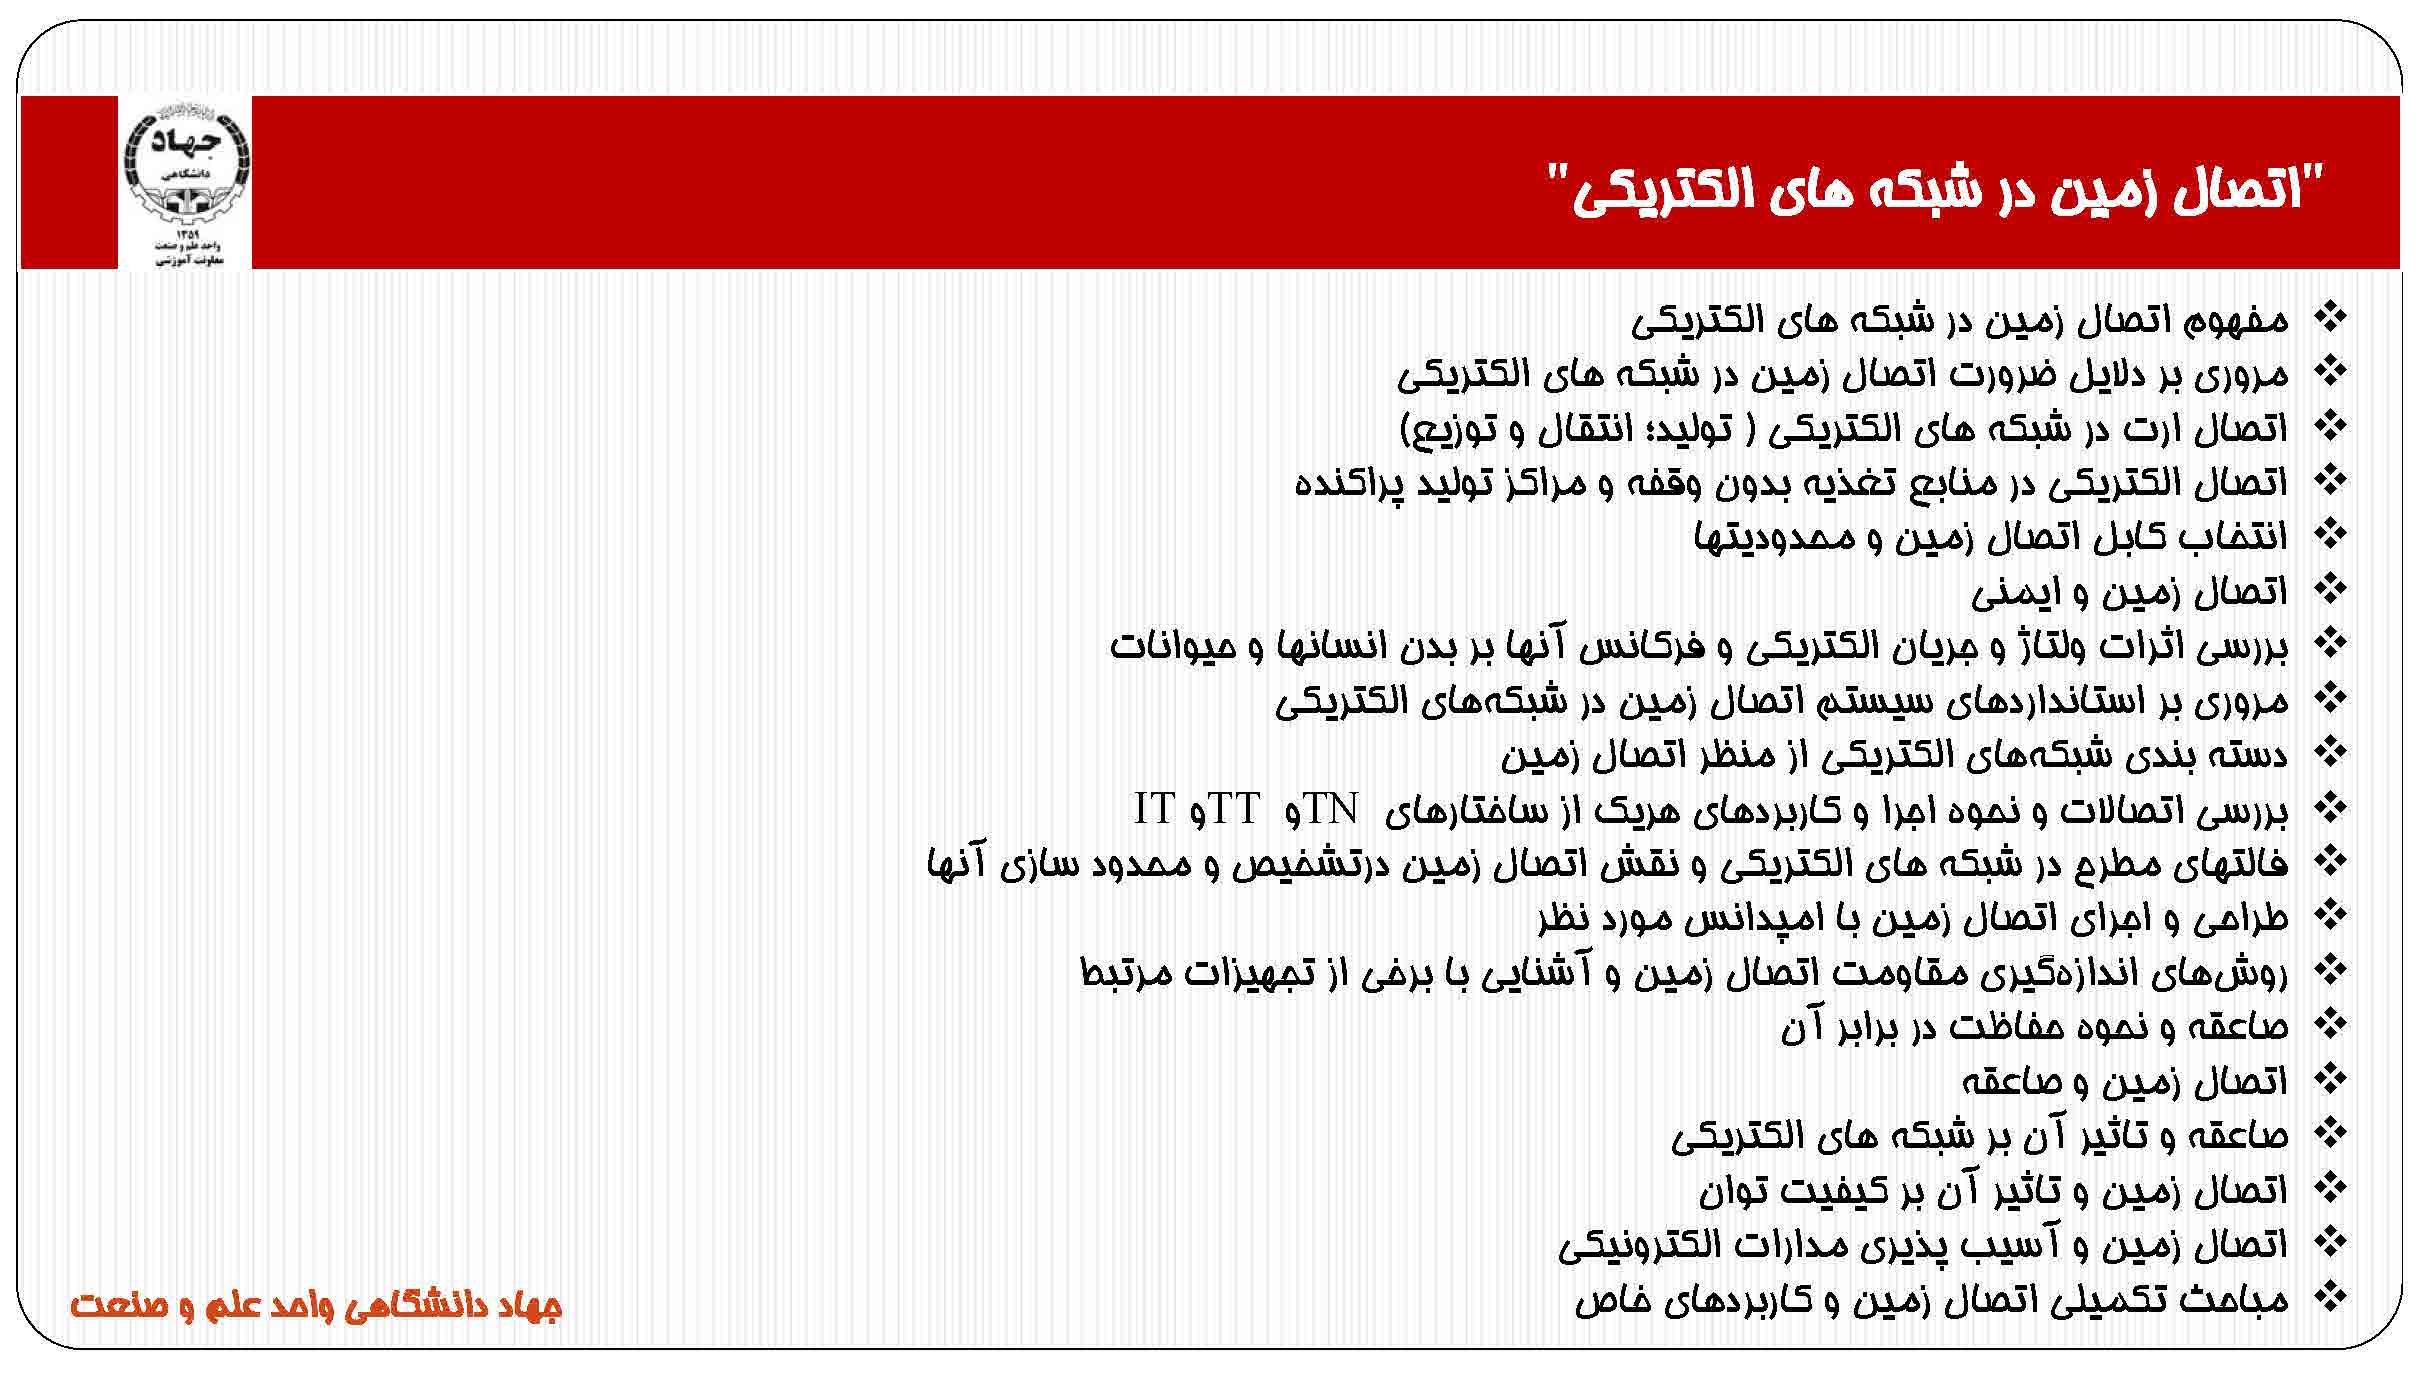 "اتصال زمین در شبکه های الکتریکی"
جهاد
دانشگاهی
۱۳۵۹
واحد علم و صنعت
معاونت آموزشی
❖ مفهوم اتصال زمین در شبکه های الکتریکی
❖ مروری بر دلایل ضرورت اتصال زمین در شبکه های الکتریکی
❖ اتصال ارت در شبکه های الکتریکی ( تولید؛ انتقال و توزیع)
❖ اتصال الکتریکی در منابع تغذیه بدون وقفه و مراکز تولید پراکنده
❖ انتخاب کابل اتصال زمین و محدودیتها
❖ اتصال زمین و ایمنی
❖ بررسی اثرات ولتاژ و جریان الکتریکی و فرکانس آنها بر بدن انسانها و حیوانات
❖ مروری بر استانداردهای سیستم اتصال زمین در شبکه‌های الکتریکی
❖ دسته بندی شبکه‌های الکتریکی از منظر اتصال زمین
❖ بررسی اتصالات و نحوه اجرا و کاربردهای هریک از ساختارهای TNو TTو IT
❖ فالتهای مطرح در شبکه های الکتریکی و نقش اتصال زمین درتشخیص و محدود سازی آنها
❖ طراحی و اجرای اتصال زمین با امپدانس مورد نظر
❖ روش‌های اندازه‌گیری مقاومت اتصال زمین و آشنایی با برخی از تجهیزات مرتبط
❖ صاعقه و نحوه حفاظت در برابر آن
❖ اتصال زمین و صاعقه
❖ صاعقه و تاثیر آن بر شبکه های الکتریکی
❖ اتصال زمین و تاثیر آن بر کیفیت توان
❖ اتصال زمین و آسیب پذیری مدارات الکترونیکی
❖ مباحث تکمیلی اتصال زمین و کاربردهای خاص
جهاد دانشگاهی واحد علم و صنعت